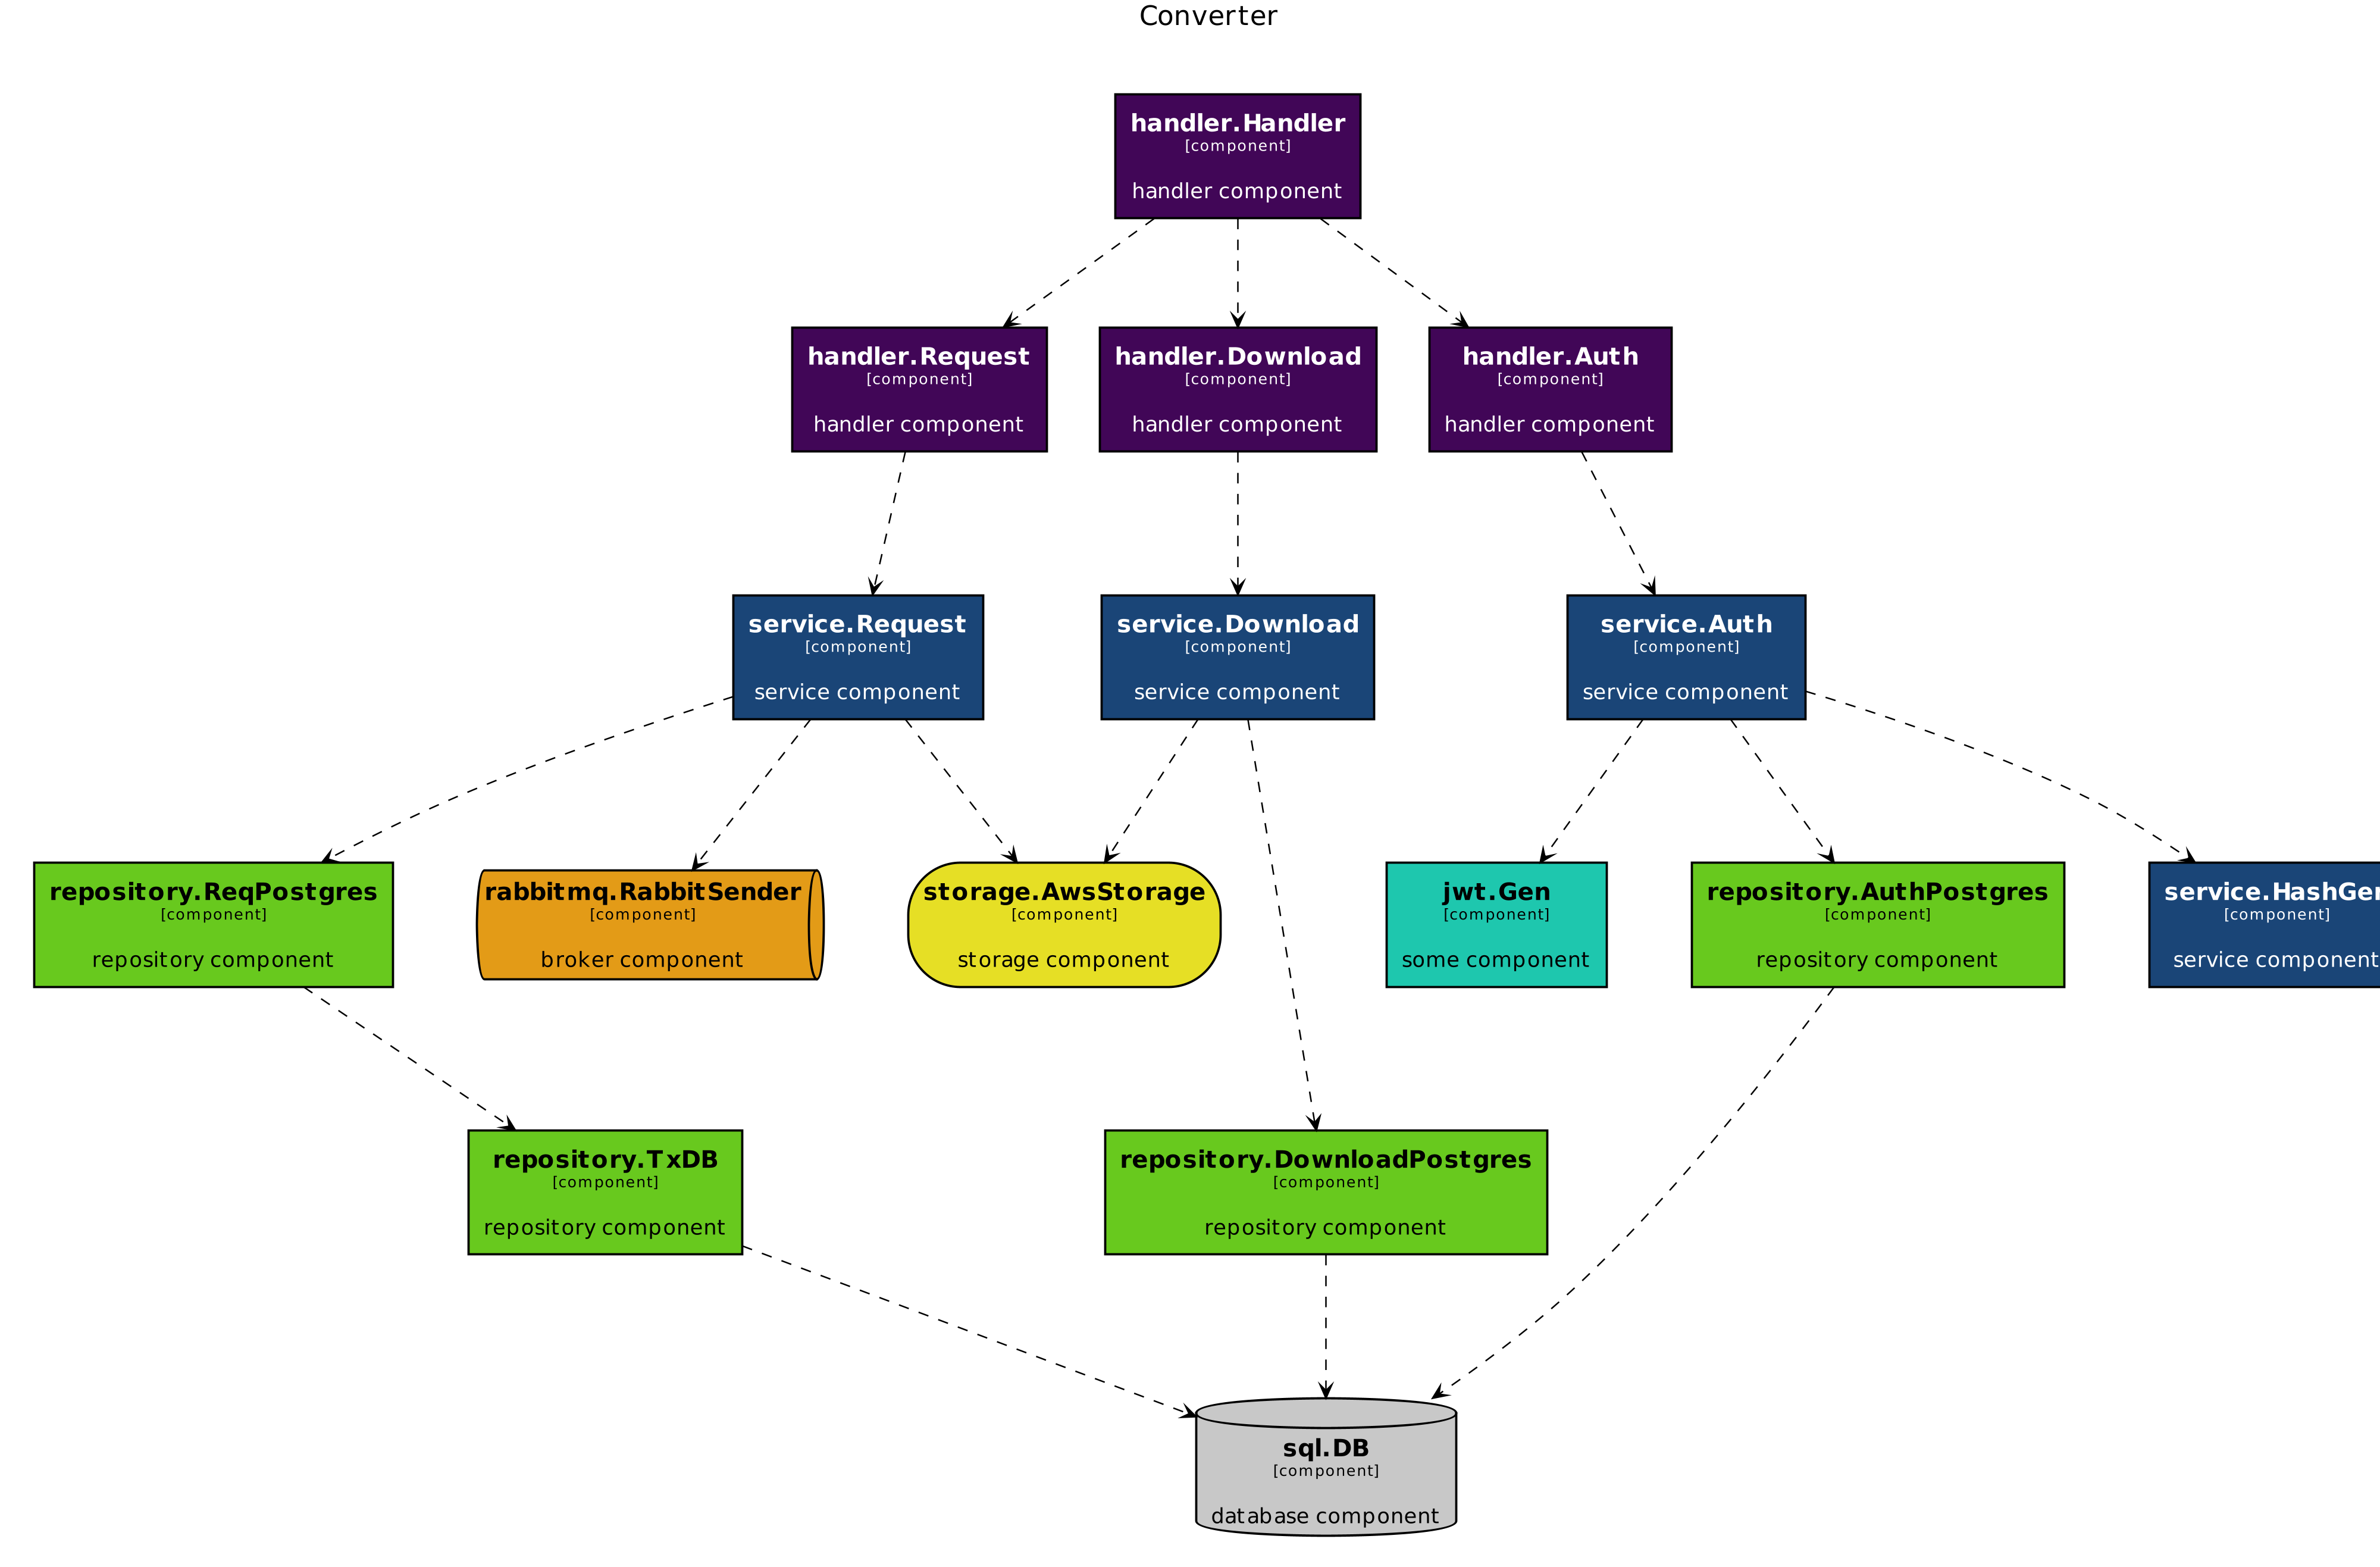 Converter
handler.Handler
[component]
handler component
handler.Request
[component]
handler component
handler.Download
[component]
handler component
handler.Auth
[component]
handler component
service.Request
[component]
service component
service.Download
[component]
service component
service.Auth
[component]
service component
repository.ReqPostgres
[component]
repository component
rabbitmq.RabbitSender
[component]
broker component
storage.AwsStorage
[component]
storage component
jwt.Gen
[component]
some component
repository.AuthPostgres
[component]
repository component
service.HashGen
[component]
service component
repository.TxDB
[component]
repository component
repository.DownloadPostgres
[component]
repository component
sql.DB
[component]
database component